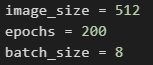 image_size = 512
epochs = 200
batch_size = 8